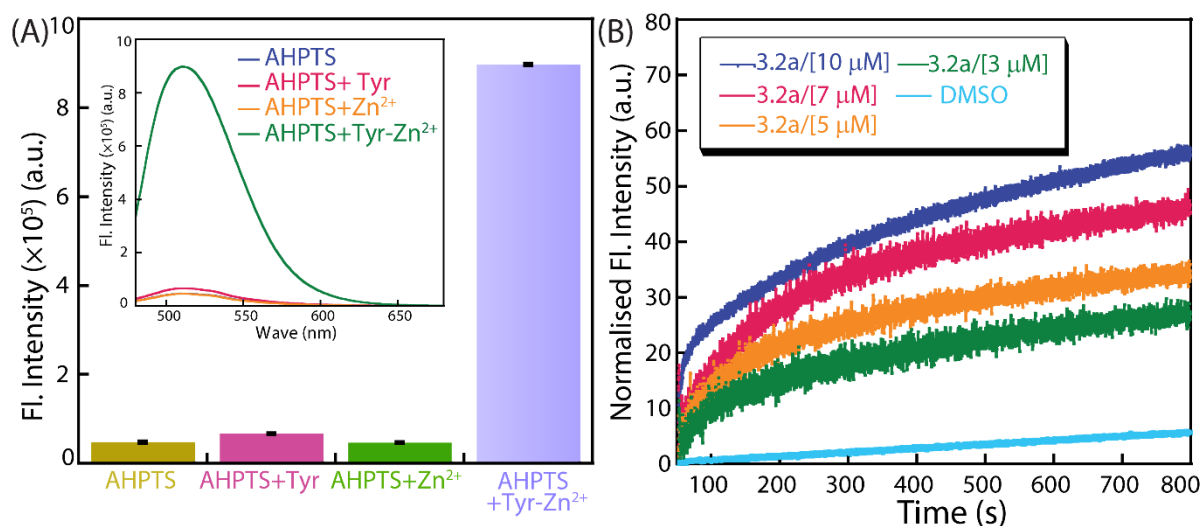 (A)
Fl. Intensity (×10⁵) (a.u.)
10
8
6
4
2
0
Fl. Intensity (×10⁵) (a.u.)
10
8
6
4
2
0
AHPTS
AHPTS+ Tyr
AHPTS+Zn²⁺
AHPTS+Tyr-Zn²⁺
500 550 600 650
Wave (nm)
AHPTS AHPTS+Tyr AHPTS+Zn²⁺ AHPTS
+Tyr-Zn²⁺
(B)
Normalised Fl. Intensity (a.u.)
80
70
60
50
40
30
20
10
0
3.2a/[10 µM] 3.2a/[3 µM]
3.2a/[7 µM] DMSO
3.2a/[5 µM]
100 200 300 400 500 600 700 800
Time (s)